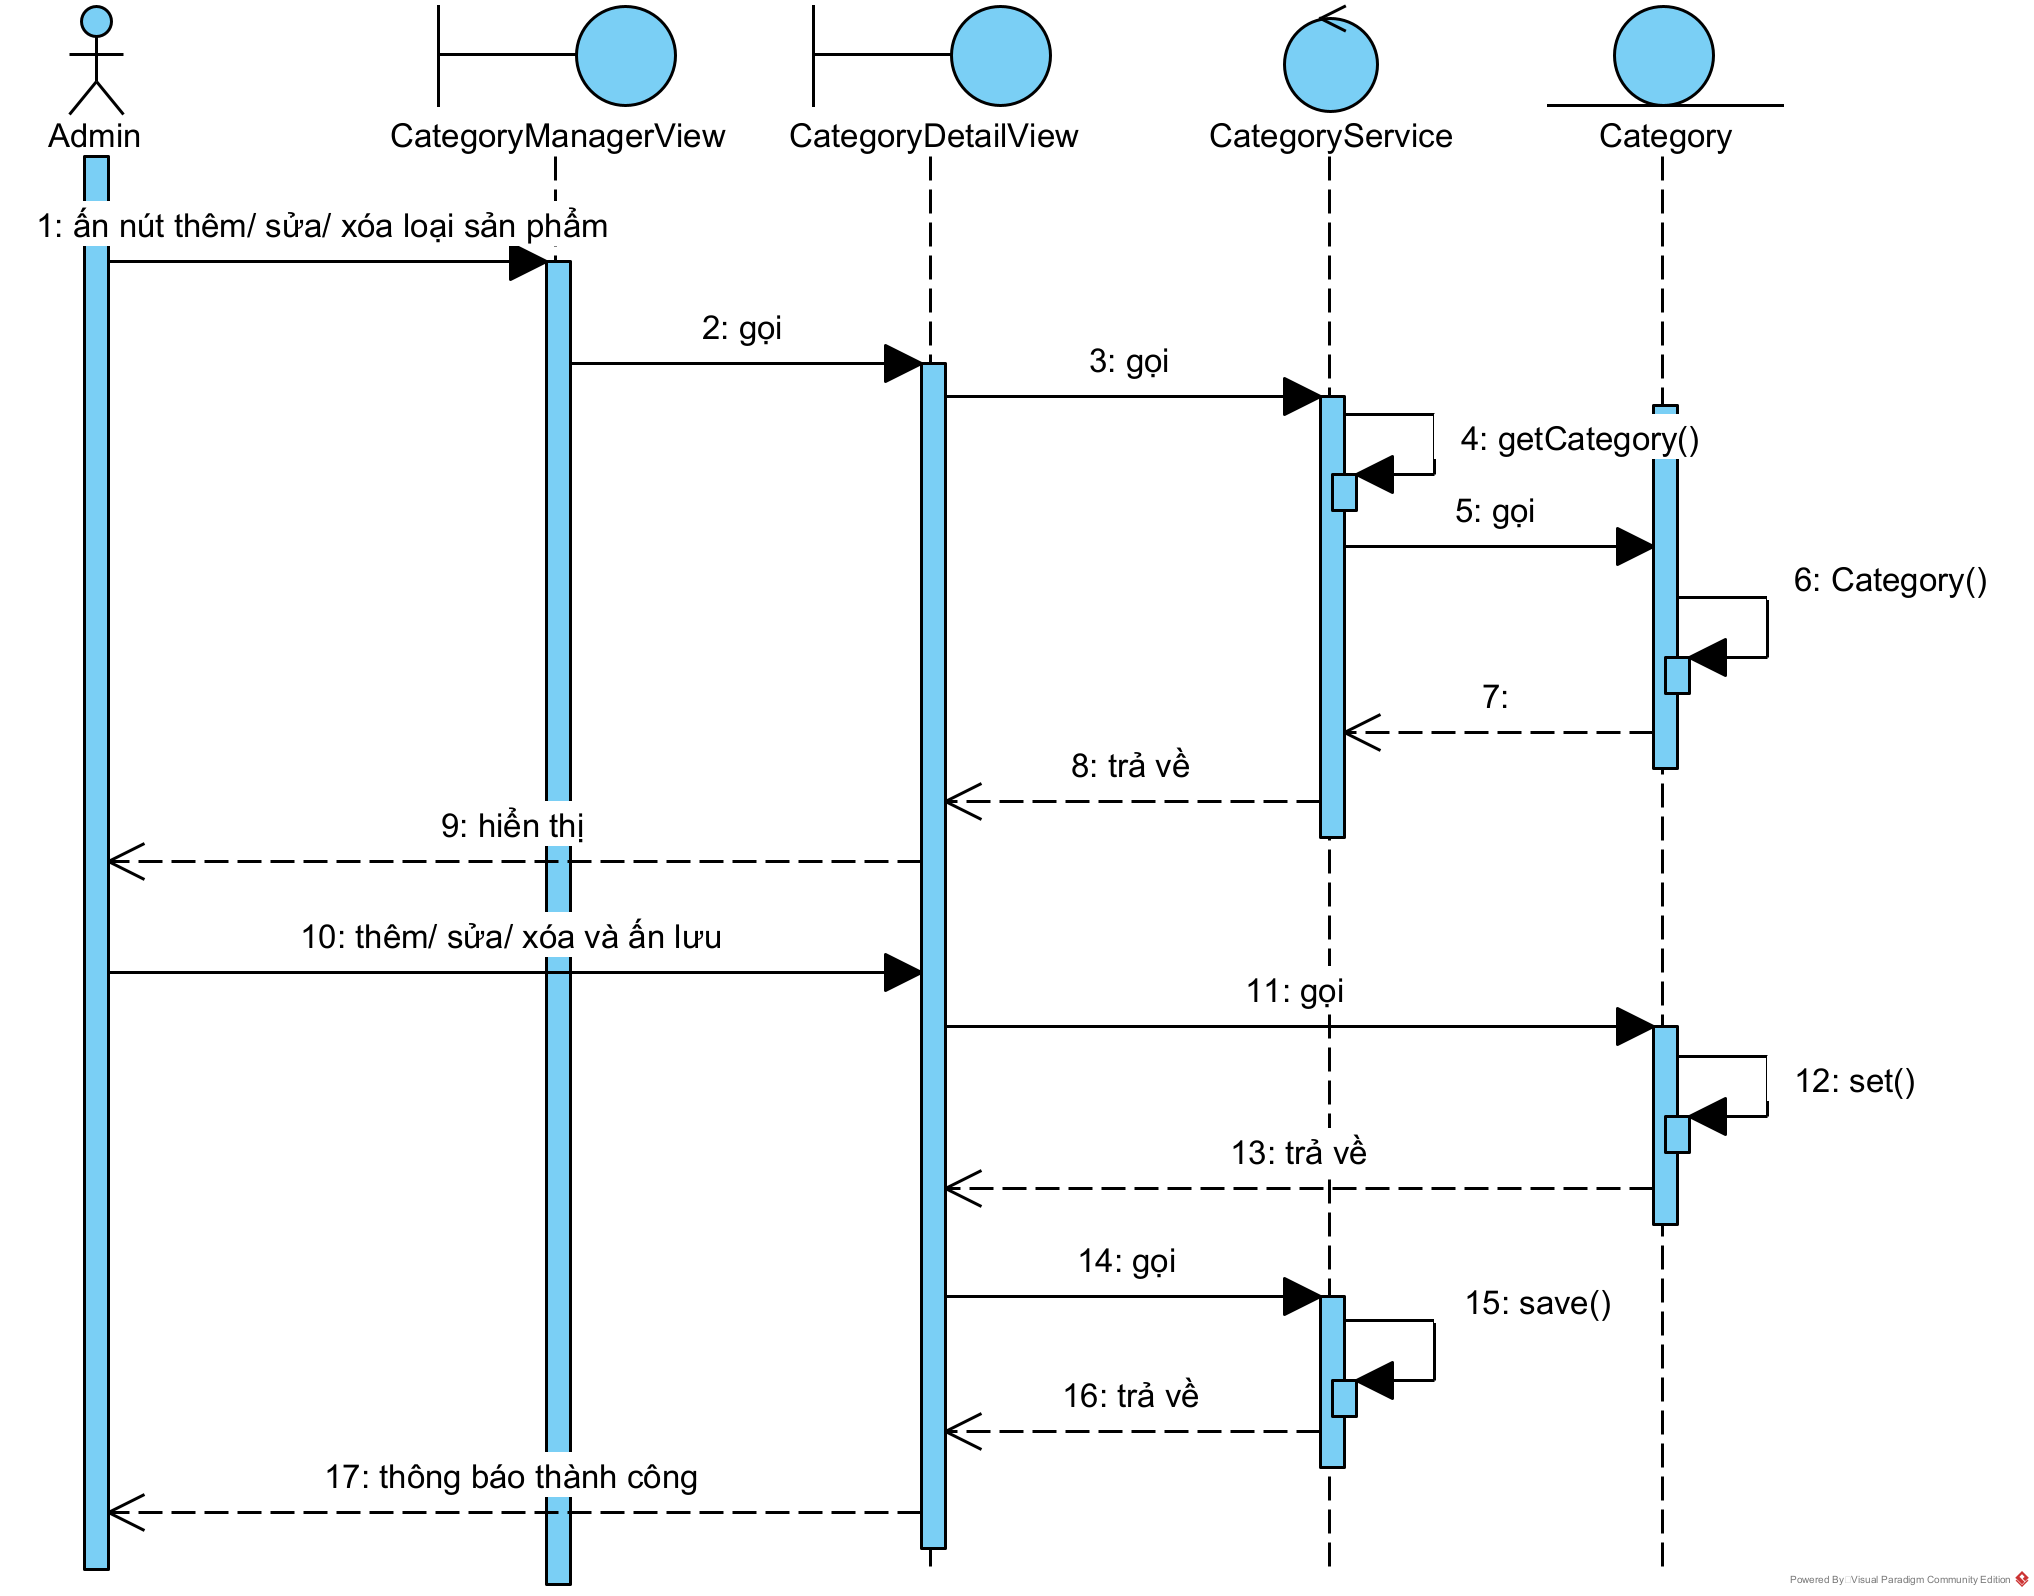 Admin
CategoryManagerView
CategoryDetailView
CategoryService
Category
1: ấn nút thêm/ sửa/ xóa loại sản phẩm
2: gọi
3: gọi
4: getCategory()
5: gọi
6: Category()
7:
8: trả về
9: hiển thị
10: thêm/ sửa/ xóa và ấn lưu
11: gọi
12: set()
13: trả về
14: gọi
15: save()
16: trả về
17: thông báo thành công
Powered By Visual Paradigm Community Edition